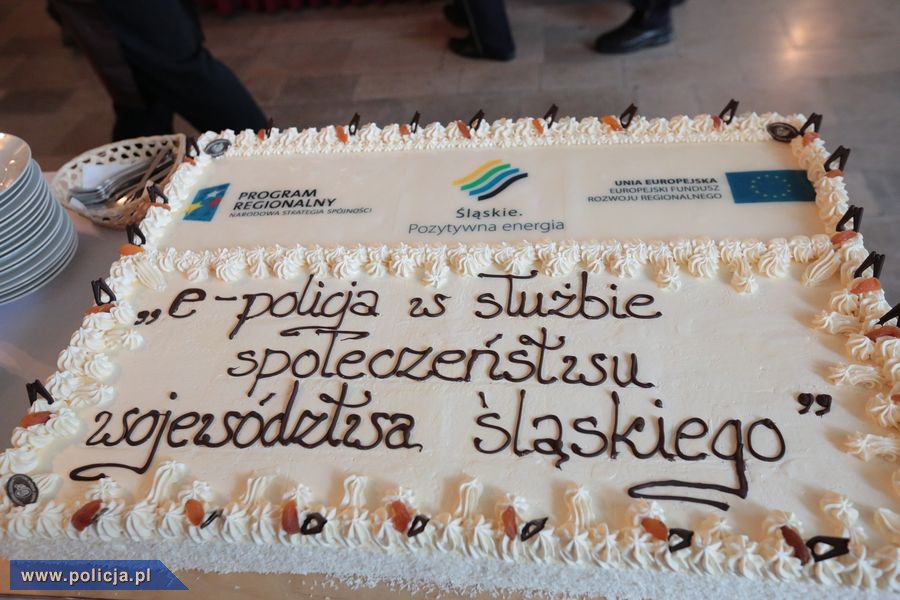 PROGRAM
REGIONALNY
NARODOWA STRATEGIA SPÓJNOŚCI
Śląskie.
Pozytywna energia
UNIA EUROPEJSKA
EUROPEJSKI FUNDUSZ
ROZWOJU REGIONALNEGO
„e-policja w służbie
społeczeństwu
województwa śląskiego”
www.policja.pl